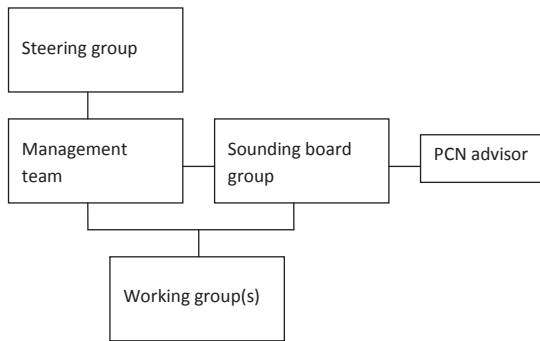 Steering group
Management
team
Sounding board
group
PCN advisor
Working group(s)